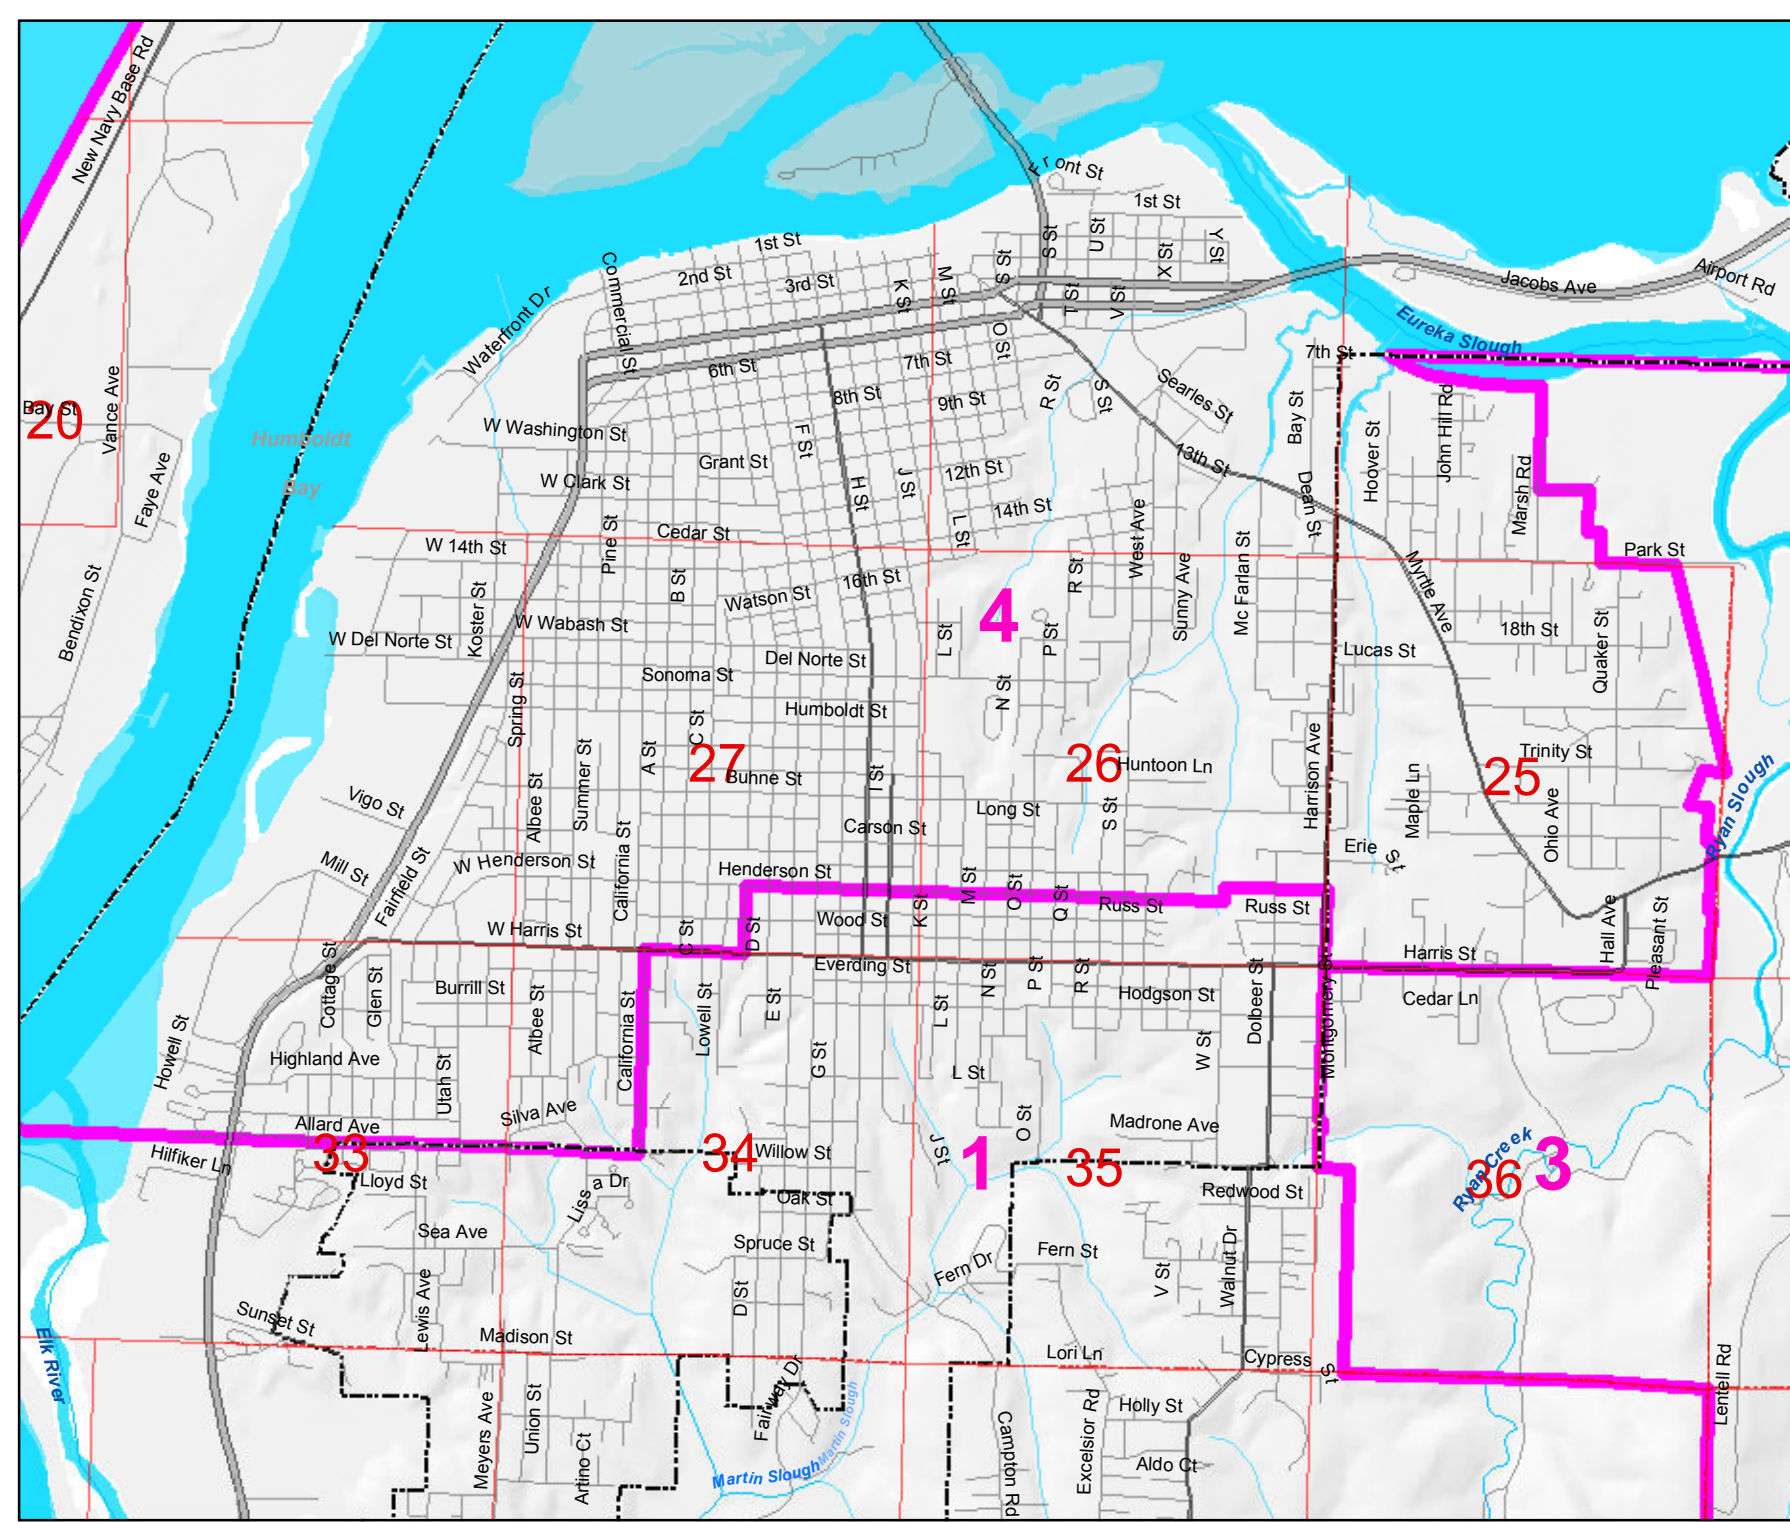 New Navy Base Rd
Front St
1st St
S St
U St
X St
Y St
S St
1st St
2nd St
3rd St
K St
M St
Commercial St
Waterfront Dr
T St
V St
Jacobs Ave
Airport Rd
Eureka Slough
7th St
O St
7th St
6th St
8th St
9th St
R St
S St
Searles St
Bay St
Hoover St
John Hill Rd
Vance Ave
Bay St
20
Humboldt
Bay
Faye Ave
W Washington St
F St
Grant St
W Clark St
H St
J St
12th St
13th St
Dean St
Marsh Rd
14th St
L St
Cedar St
Pine St
W 14th St
West Ave
Park St
Bendixon St
Koster St
B St
16th St
Watson St
4
R St
Sunny Ave
Mc Farlan St
Myrtle Ave
W Wabash St
W Del Norte St
L St
P St
Lucas St
18th St
Quaker St
Del Norte St
Sonoma St
N St
Spring St
C St
Humboldt St
A St
Summer St
27
26
Huntoon Ln
Harrison Ave
Trinity St
25
Buhne St
I St
Vigo St
Albee St
Long St
S St
Maple Ln
Ohio Ave
Ryan Slough
Carson St
California St
Erie St
Mill St
Fairfield St
W Henderson St
Henderson St
M St
O St
Q St
Russ St
Russ St
K St
Wood St
D St
C St
W Harris St
Hall Ave
Pleasant St
Harris St
Everding St
Cottage St
Glen St
Burrill St
Albee St
California St
Lowell St
E St
L St
N St
P St
R St
Hodgson St
Dolbeer St
Montgomery St
Cedar Ln
Howell St
Highland Ave
Utah St
G St
L St
W St
Silva Ave
Allard Ave
O St
Madrone Ave
Hilfiker Ln
33
34
Willow St
J St
1
35
Ryan Creek
36
3
Lloyd St
Lissa Dr
Oak St
Redwood St
Sea Ave
Spruce St
Fern St
Fern Dr
V St
Walnut Dr
D St
Lewis Ave
Sunset St
Madison St
Elk River
Lori Ln
Cypress St
Lentell Rd
Fairway Dr
Meyers Ave
Union St
Martin Slough
Campton Rd
Excelsior Rd
Holly St
Artino Ct
Martin Slough
Aldo Ct